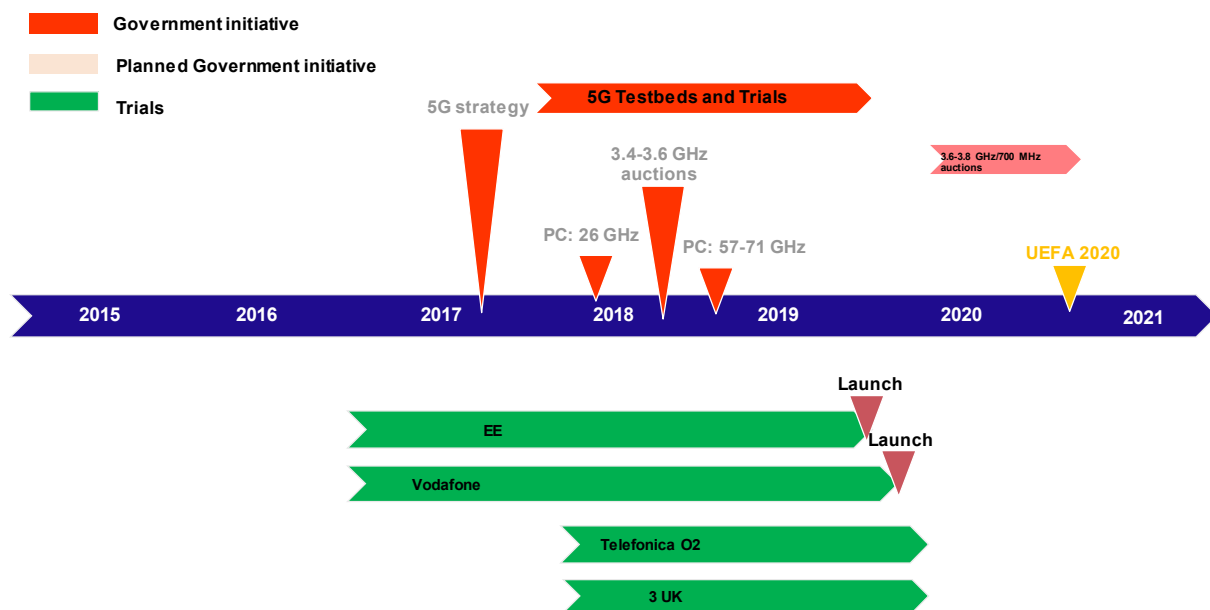 Government initiative
Planned Government initiative
Trials
5G strategy
5G Testbeds and Trials
3.4-3.6 GHz
auctions
3.6-3.8 GHz/700 MHz
auctions
PC: 26 GHz
PC: 57-71 GHz
UEFA 2020
2015
2016
2017
2018
2019
2020
2021
Launch
EE
Launch
Vodafone
Telefonica O2
3 UK